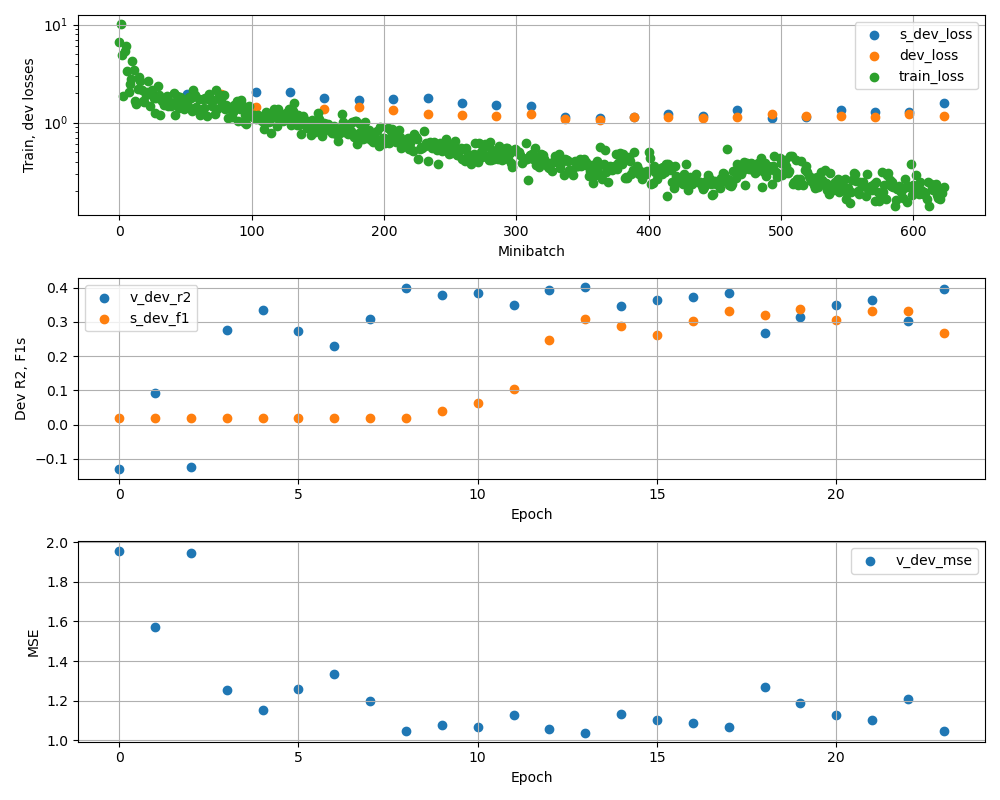 10¹
10⁰
Train, dev losses
s_dev_loss
dev_loss
train_loss
0 100 200 300 400 500 600
Minibatch
0.4
0.3
0.2
0.1
0.0
−0.1
Dev R2, F1s
v_dev_r2
s_dev_f1
0 5 10 15 20
Epoch
2.0
1.8
1.6
1.4
1.2
1.0
MSE
v_dev_mse
0 5 10 15 20
Epoch